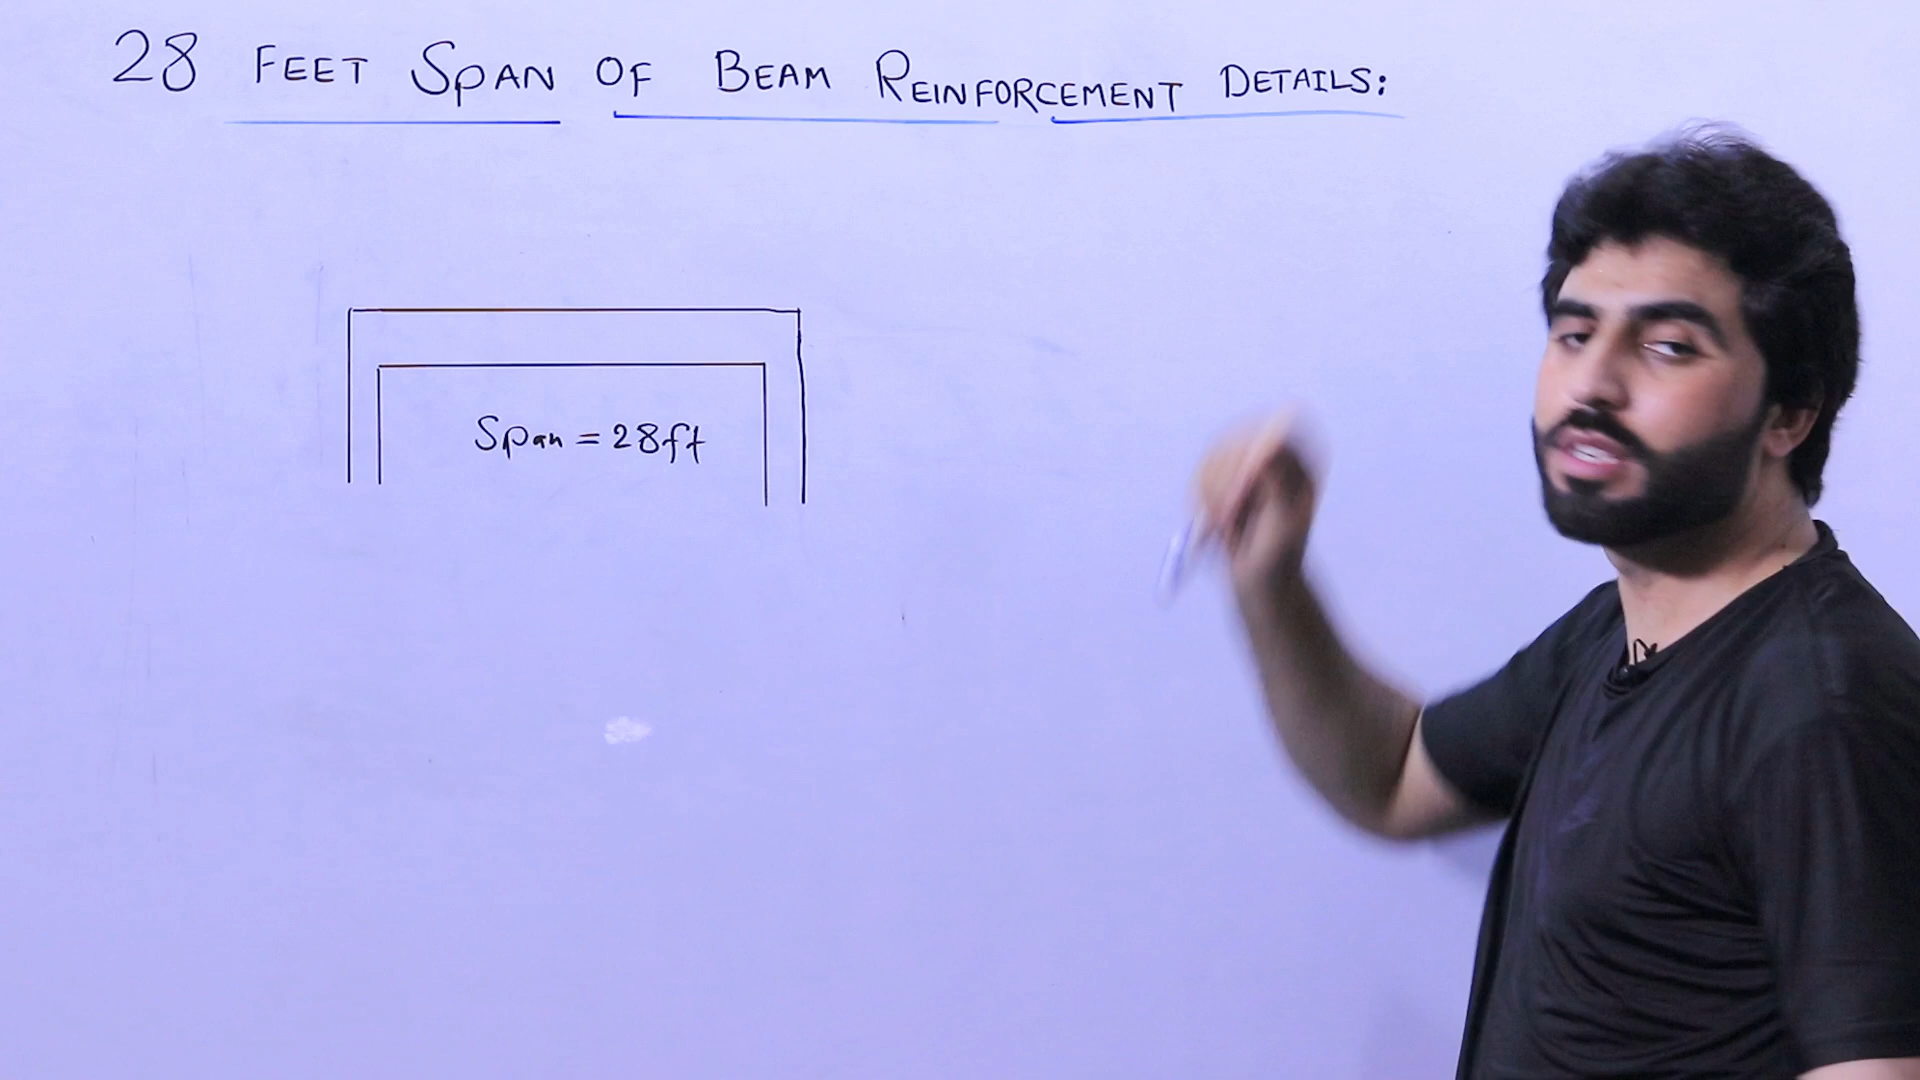 28 FEET SPAN OF BEAM REINFORCEMENT DETAILS:
Span = 28ft